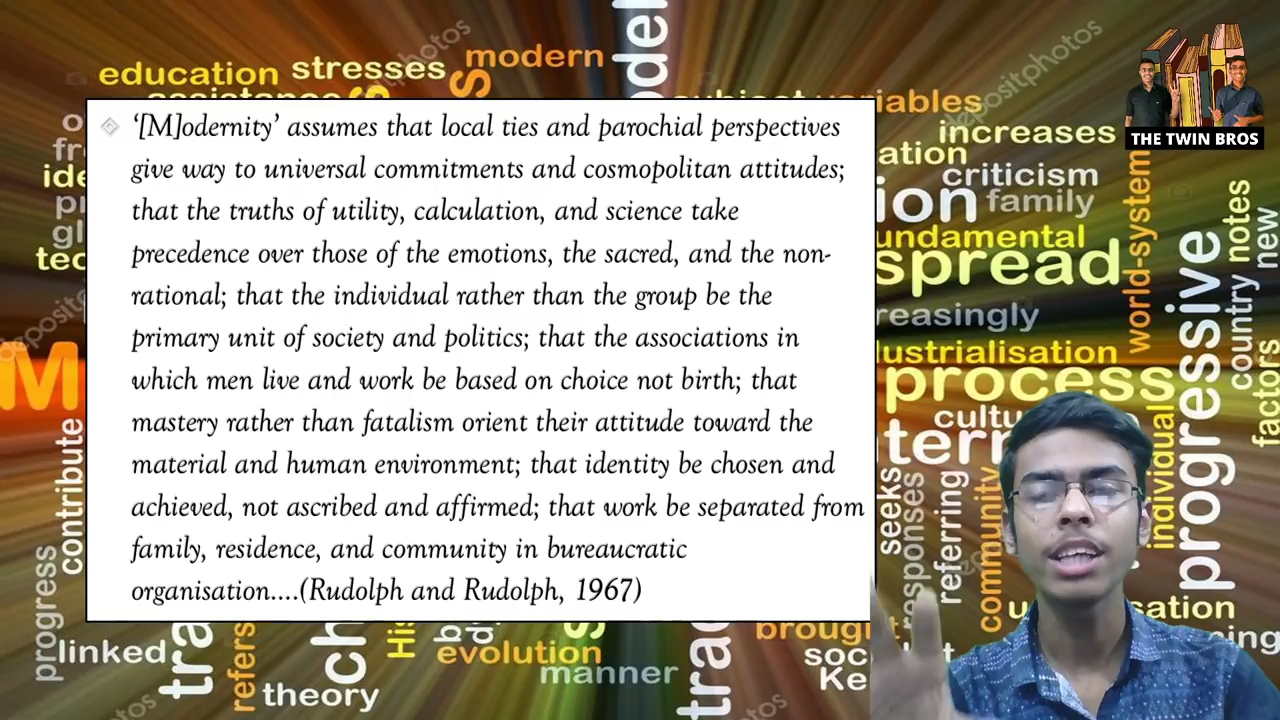 education stresses modern
variables
increases
criticism
family
THE TWIN BROS
'[M]odernity' assumes that local ties and parochial perspectives
give way to universal commitments and cosmopolitan attitudes;
that the truths of utility, calculation, and science take
precedence over those of the emotions, the sacred, and the non-
rational; that the individual rather than the group be the
primary unit of society and politics; that the associations in
which men live and work be based on choice not birth; that
mastery rather than fatalism orient their attitude toward the
material and human environment; that identity be chosen and
achieved, not ascribed and affirmed; that work be separated from
family, residence, and community in bureaucratic
organisation....(Rudolph and Rudolph, 1967)
spread
process
world-system
progressive
notes
new
country
factors
individual
seeks
responses
referring
community
contribute
progress
linked
refers
theory
evolution
manner